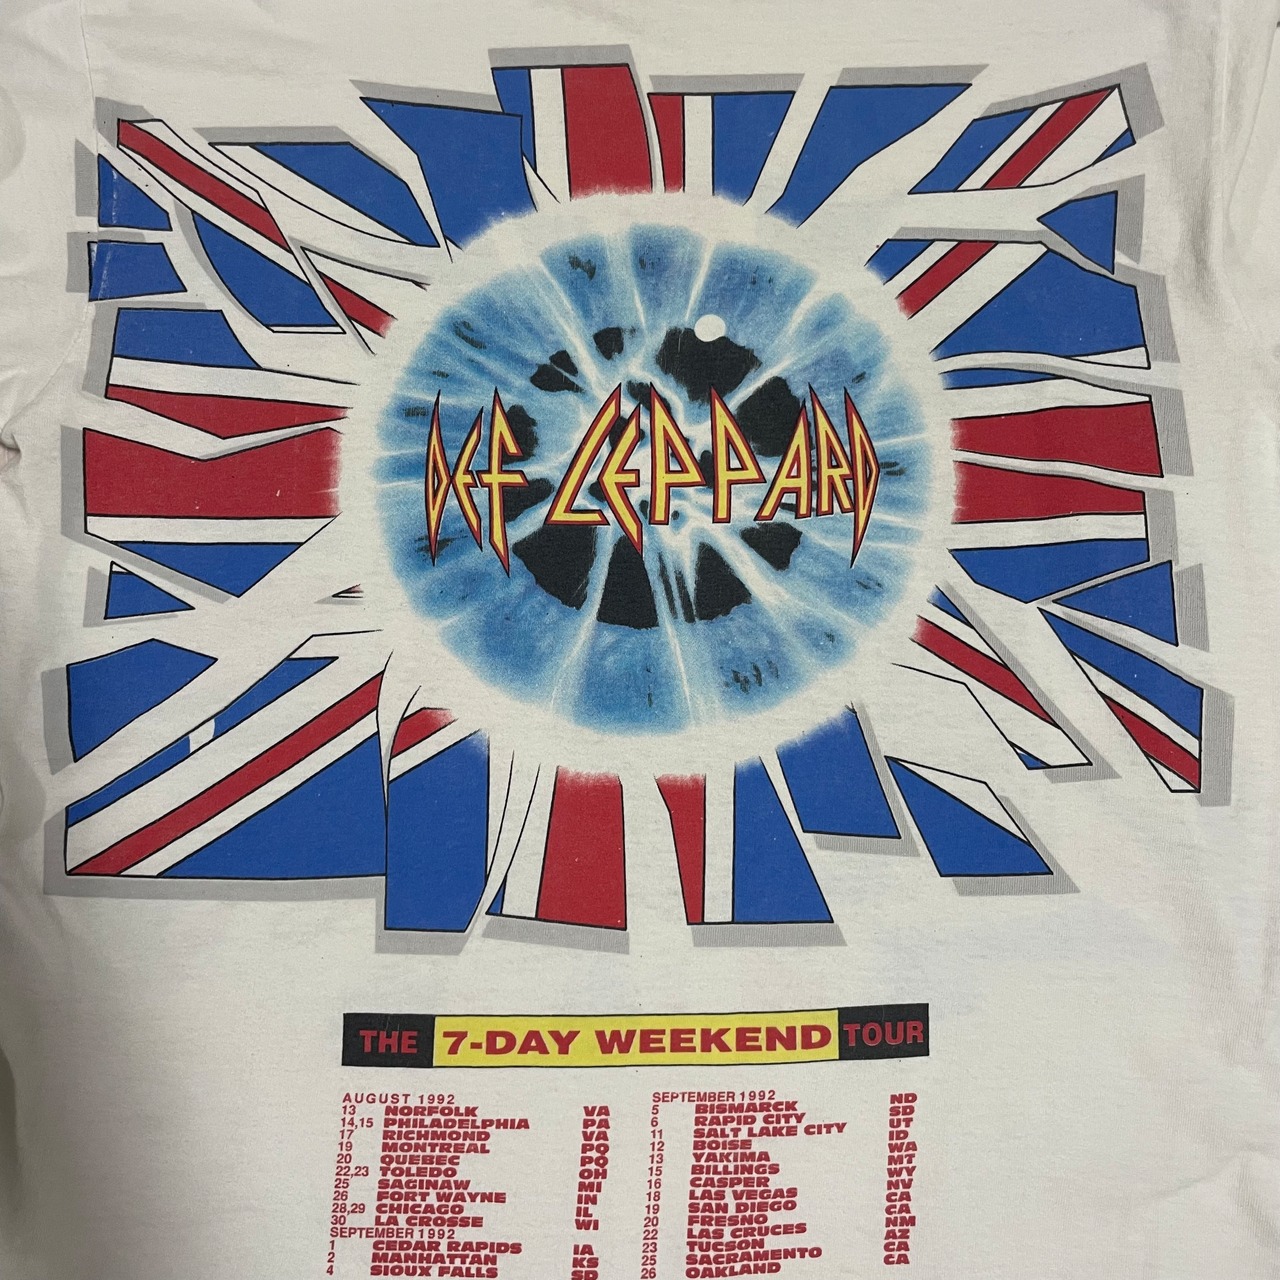 DEF LEPPARD
THE 7-DAY WEEKEND TOUR
AUGUST 1992
13 NORFOLK VA
14,15 PHILADELPHIA PA
17 RICHMOND VA
19 MONTREAL PQ
20 QUEBEC PQ
22,23 TOLEDO OH
25 SAGINAW MI
26 FORT WAYNE IN
28,29 CHICAGO IL
30 LA CROSSE WI
SEPTEMBER 1992
1 CEDAR RAPIDS IA
2 MANHATTAN KS
4 SIOUX FALLS SD
SEPTEMBER 1992
5 BISMARCK ND
6 RAPID CITY SD
11 SALT LAKE CITY UT
12 BOISE ID
13 YAKIMA WA
15 BILLINGS MT
16 CASPER WY
18 LAS VEGAS NV
19 SAN DIEGO CA
20 FRESNO CA
22 LAS CRUCES NM
23 TUCSON AZ
25 SACRAMENTO CA
26 OAKLAND CA